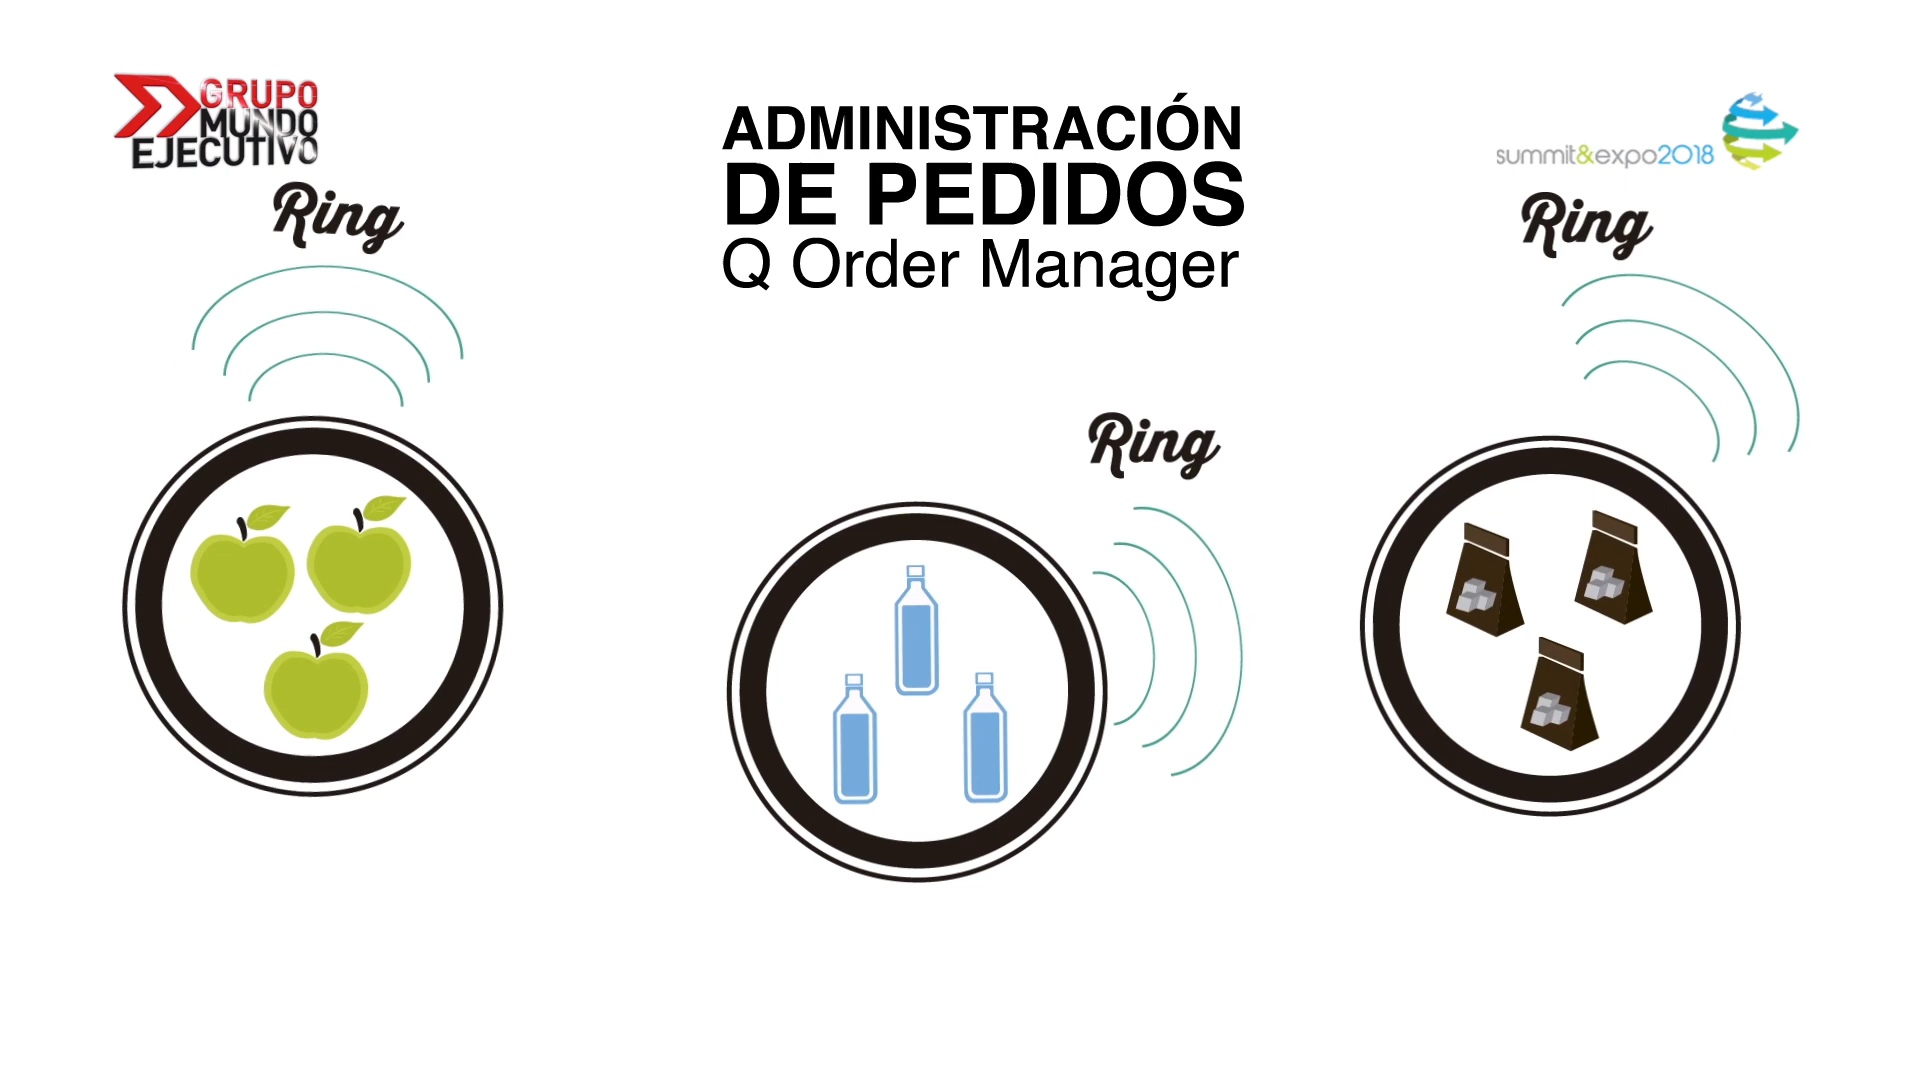 GRUPO
MUNDO
EJECUTIVO
ADMINISTRACIÓN
DE PEDIDOS
Q Order Manager
summit&expo2018
Ring
Ring
Ring